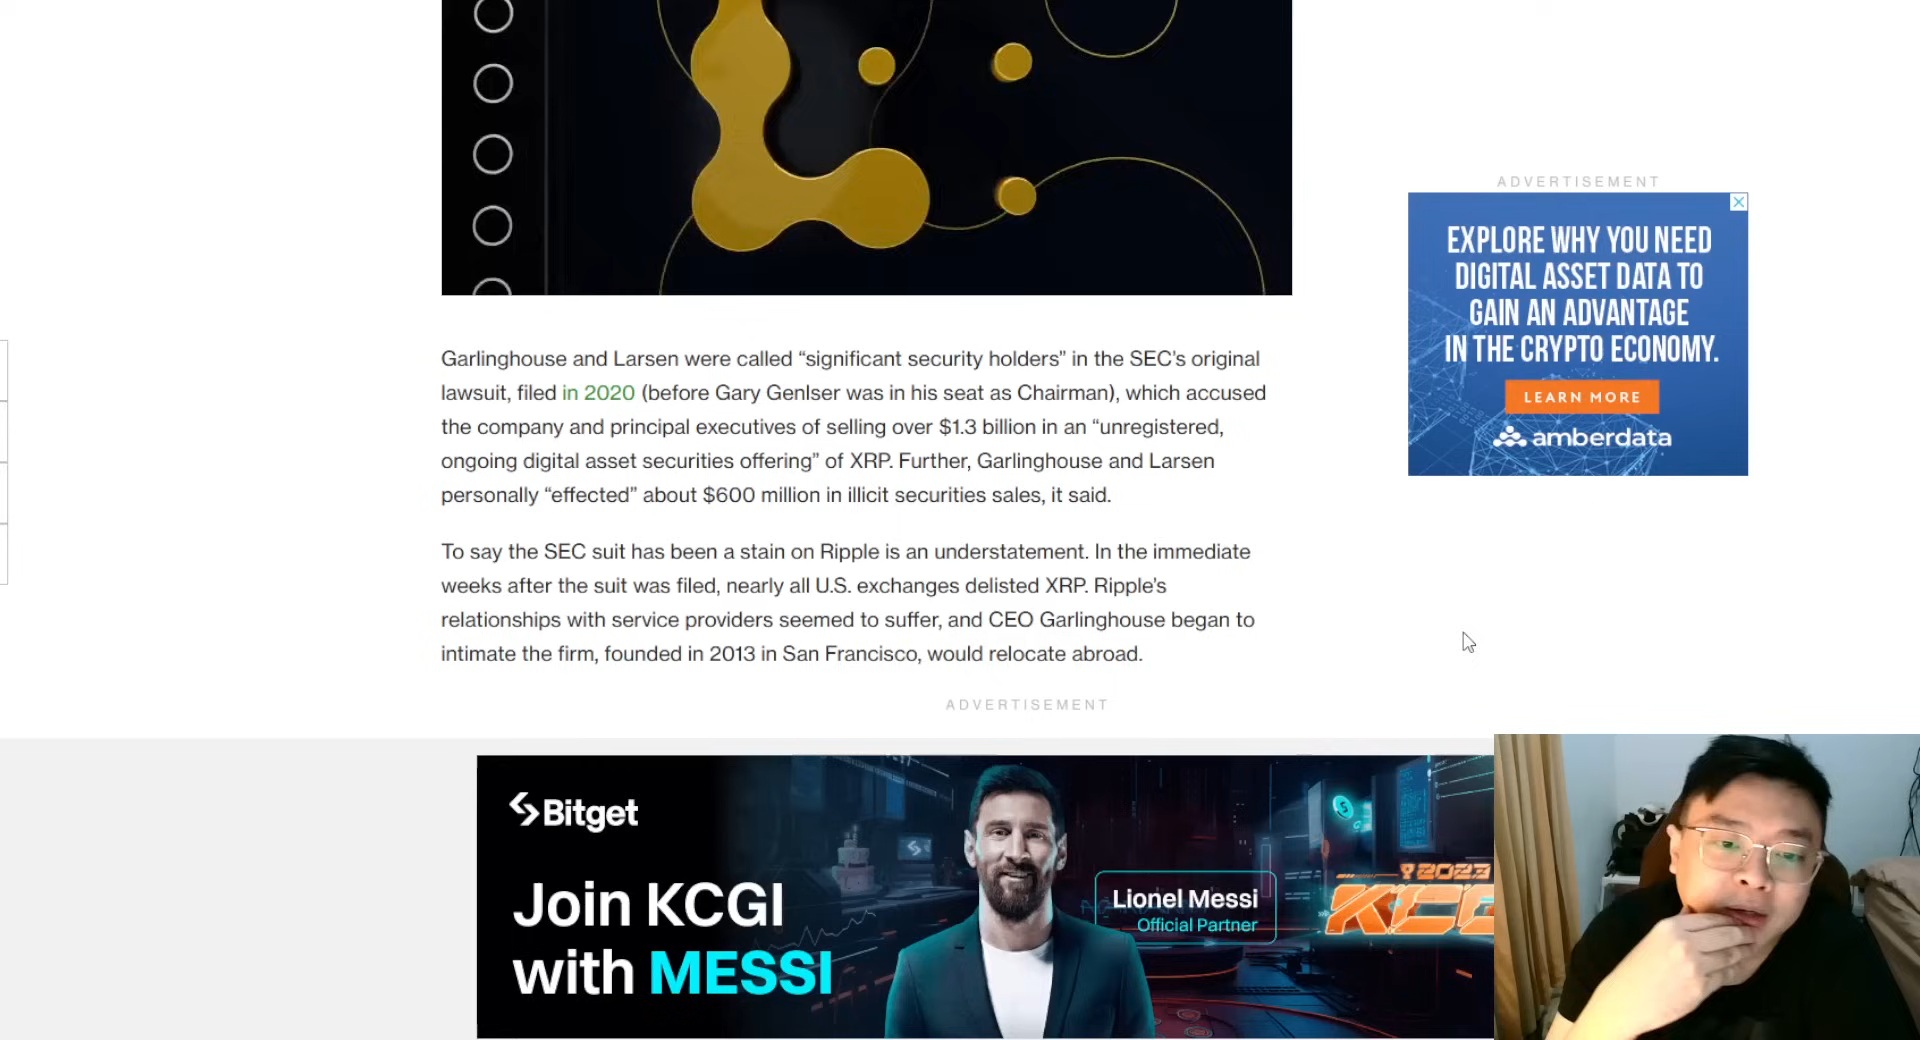 ADVERTISEMENT
EXPLORE WHY YOU NEED
DIGITAL ASSET DATA TO
GAIN AN ADVANTAGE
IN THE CRYPTO ECONOMY.
LEARN MORE
amberdata
Garlinghouse and Larsen were called “significant security holders” in the SEC’s original
lawsuit, filed in 2020 (before Gary Genlser was in his seat as Chairman), which accused
the company and principal executives of selling over $1.3 billion in an “unregistered,
ongoing digital asset securities offering” of XRP. Further, Garlinghouse and Larsen
personally “effected” about $600 million in illicit securities sales, it said.
To say the SEC suit has been a stain on Ripple is an understatement. In the immediate
weeks after the suit was filed, nearly all U.S. exchanges delisted XRP. Ripple’s
relationships with service providers seemed to suffer, and CEO Garlinghouse began to
intimate the firm, founded in 2013 in San Francisco, would relocate abroad.
ADVERTISEMENT
Bitget
Join KCGI
with MESSI
Lionel Messi
Official Partner
2023